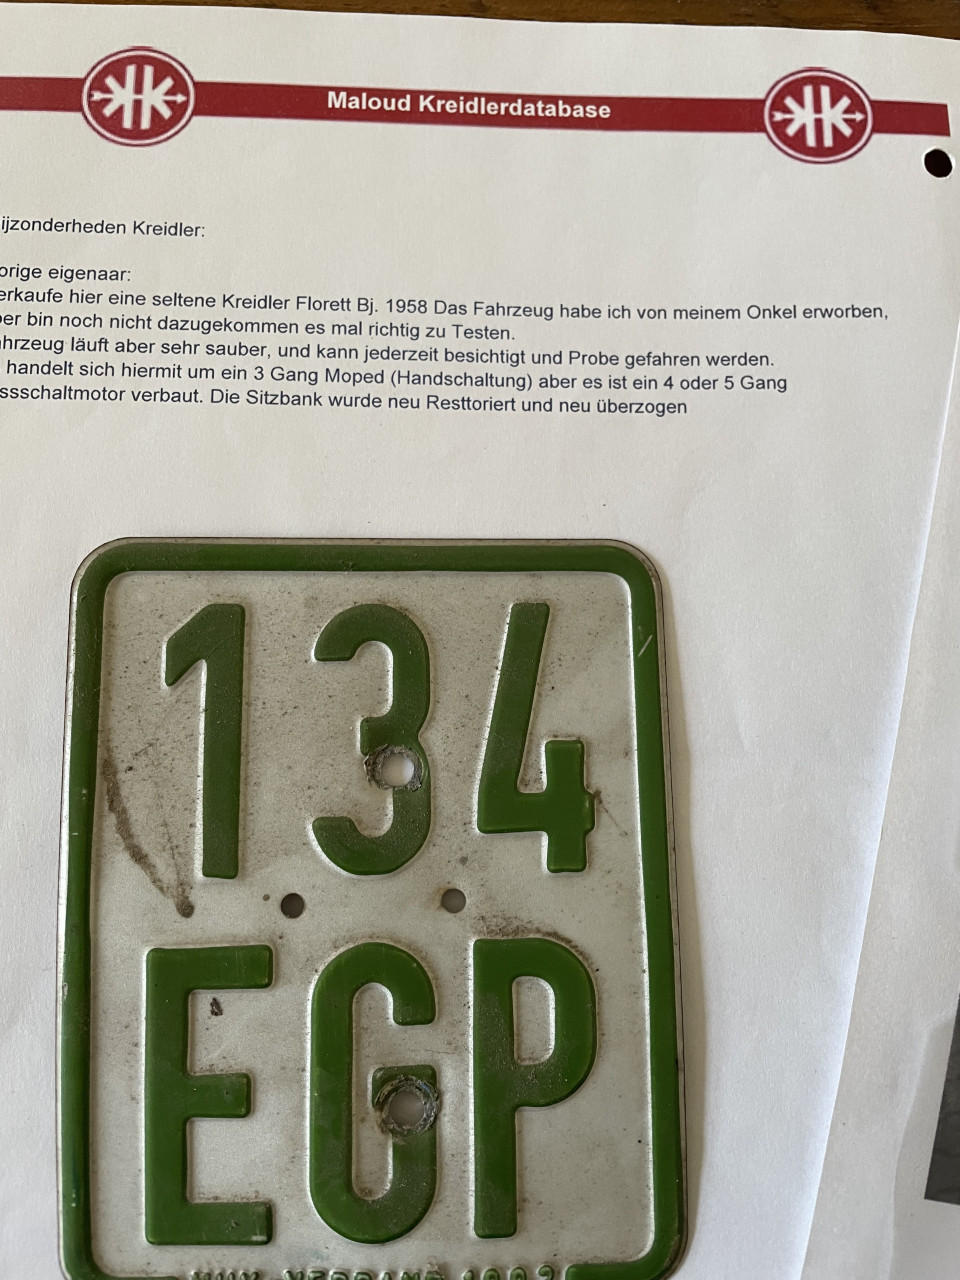 Maloud Kreidlerdatabase
ijzonderheden Kreidler:
orige eigenaar:
erkaufe hier eine seltene Kreidler Florett Bj. 1958 Das Fahrzeug habe ich von meinem Onkel erworben,
ber bin noch nicht dazugekommen es mal richtig zu Testen.
ahrzeug läuft aber sehr sauber, und kann jederzeit besichtigt und Probe gefahren werden.
handelt sich hiermit um ein 3 Gang Moped (Handschaltung) aber es ist ein 4 oder 5 Gang
ssschaltmotor verbaut. Die Sitzbank wurde neu Resttoriert und neu überzogen
134
EGP